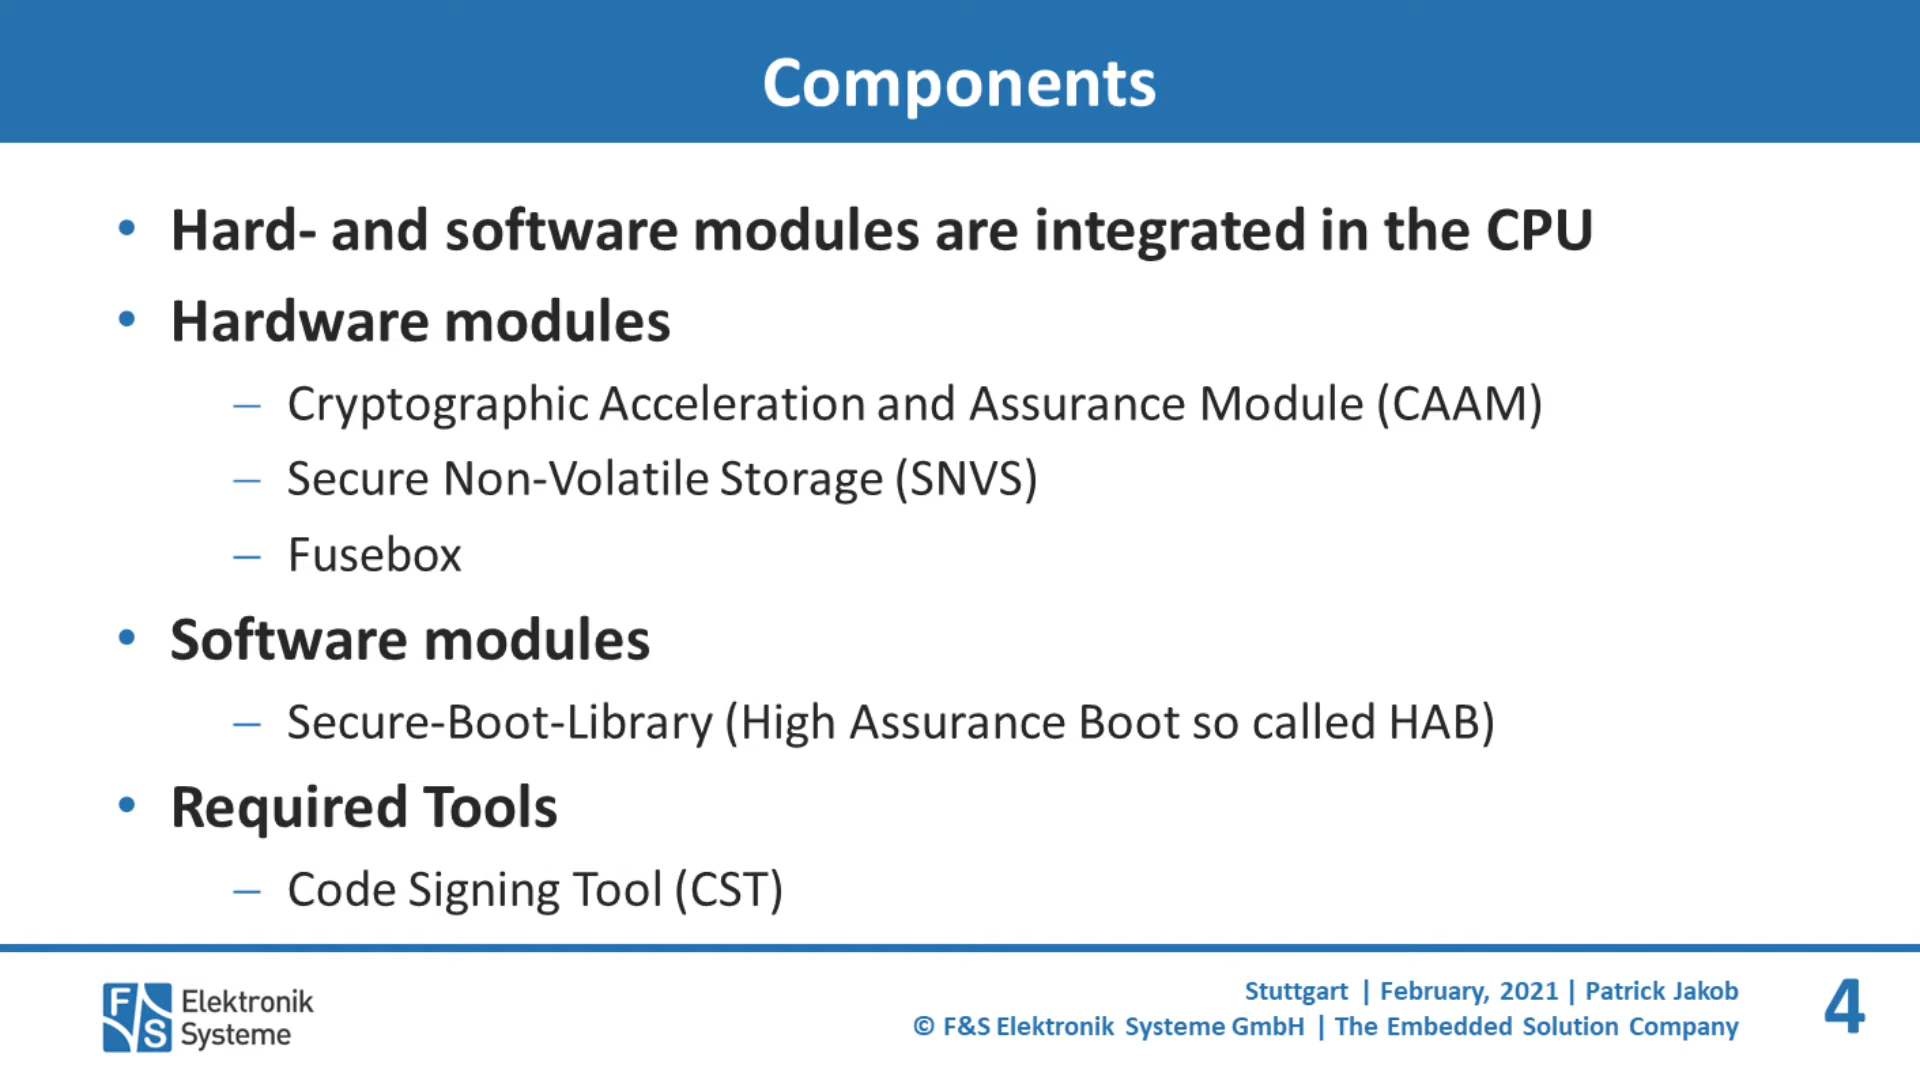 Components
• Hard- and software modules are integrated in the CPU
• Hardware modules
– Cryptographic Acceleration and Assurance Module (CAAM)
– Secure Non-Volatile Storage (SNVS)
– Fusebox
• Software modules
– Secure-Boot-Library (High Assurance Boot so called HAB)
• Required Tools
– Code Signing Tool (CST)
F S Elektronik
Systeme
Stuttgart | February, 2021 | Patrick Jakob
© F&S Elektronik Systeme GmbH | The Embedded Solution Company
4